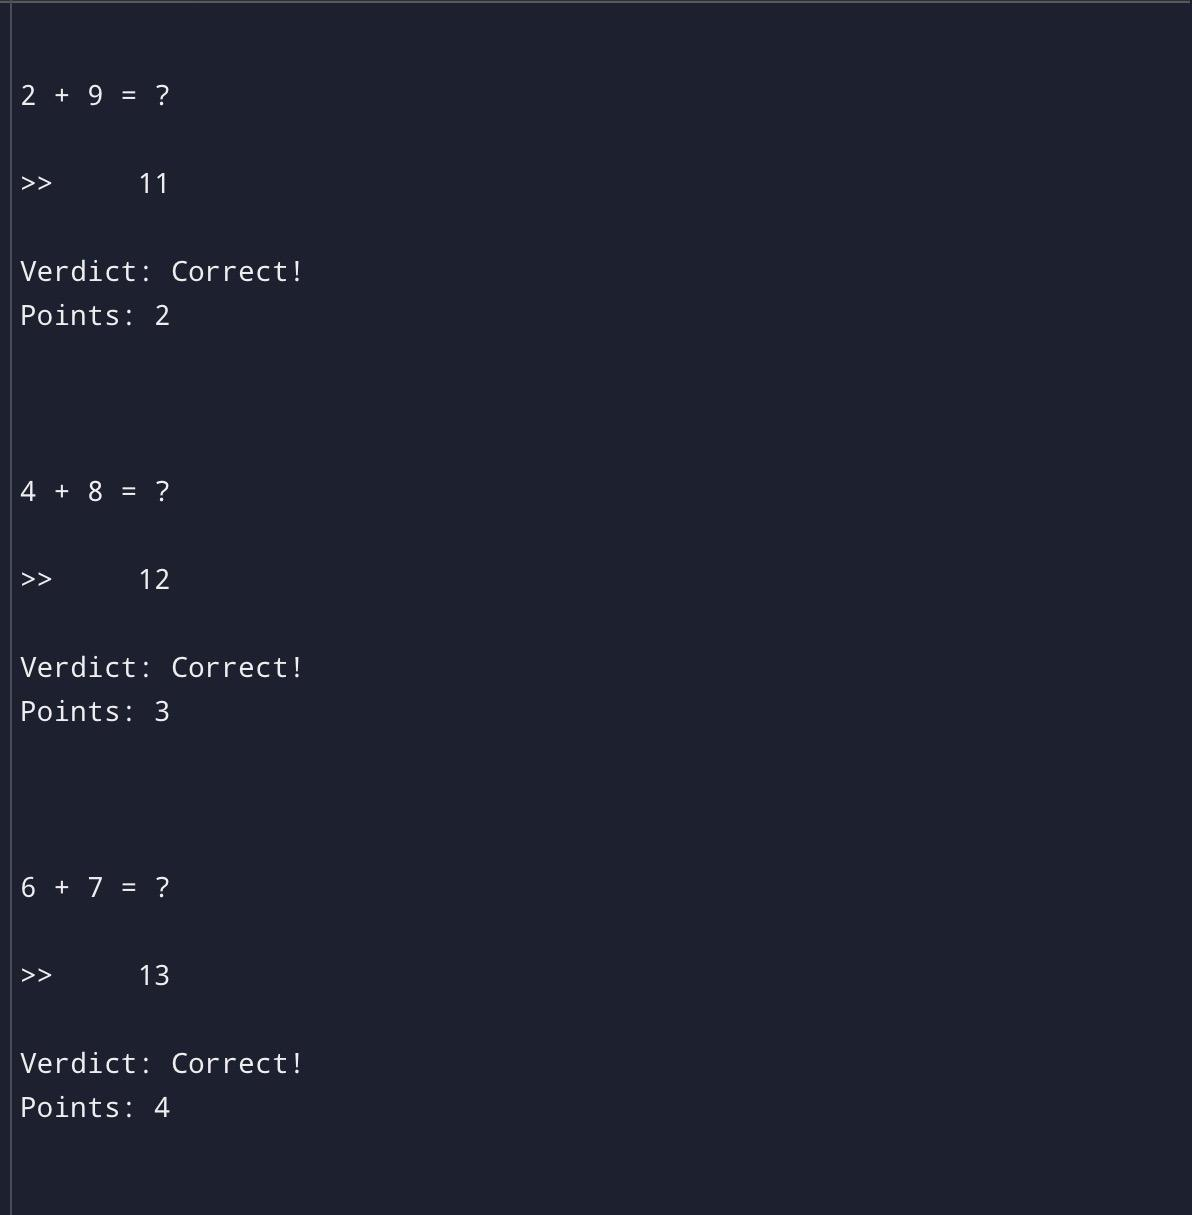 2 + 9 = ?
>>     11
Verdict: Correct!
Points: 2
4 + 8 = ?
>>     12
Verdict: Correct!
Points: 3
6 + 7 = ?
>>     13
Verdict: Correct!
Points: 4